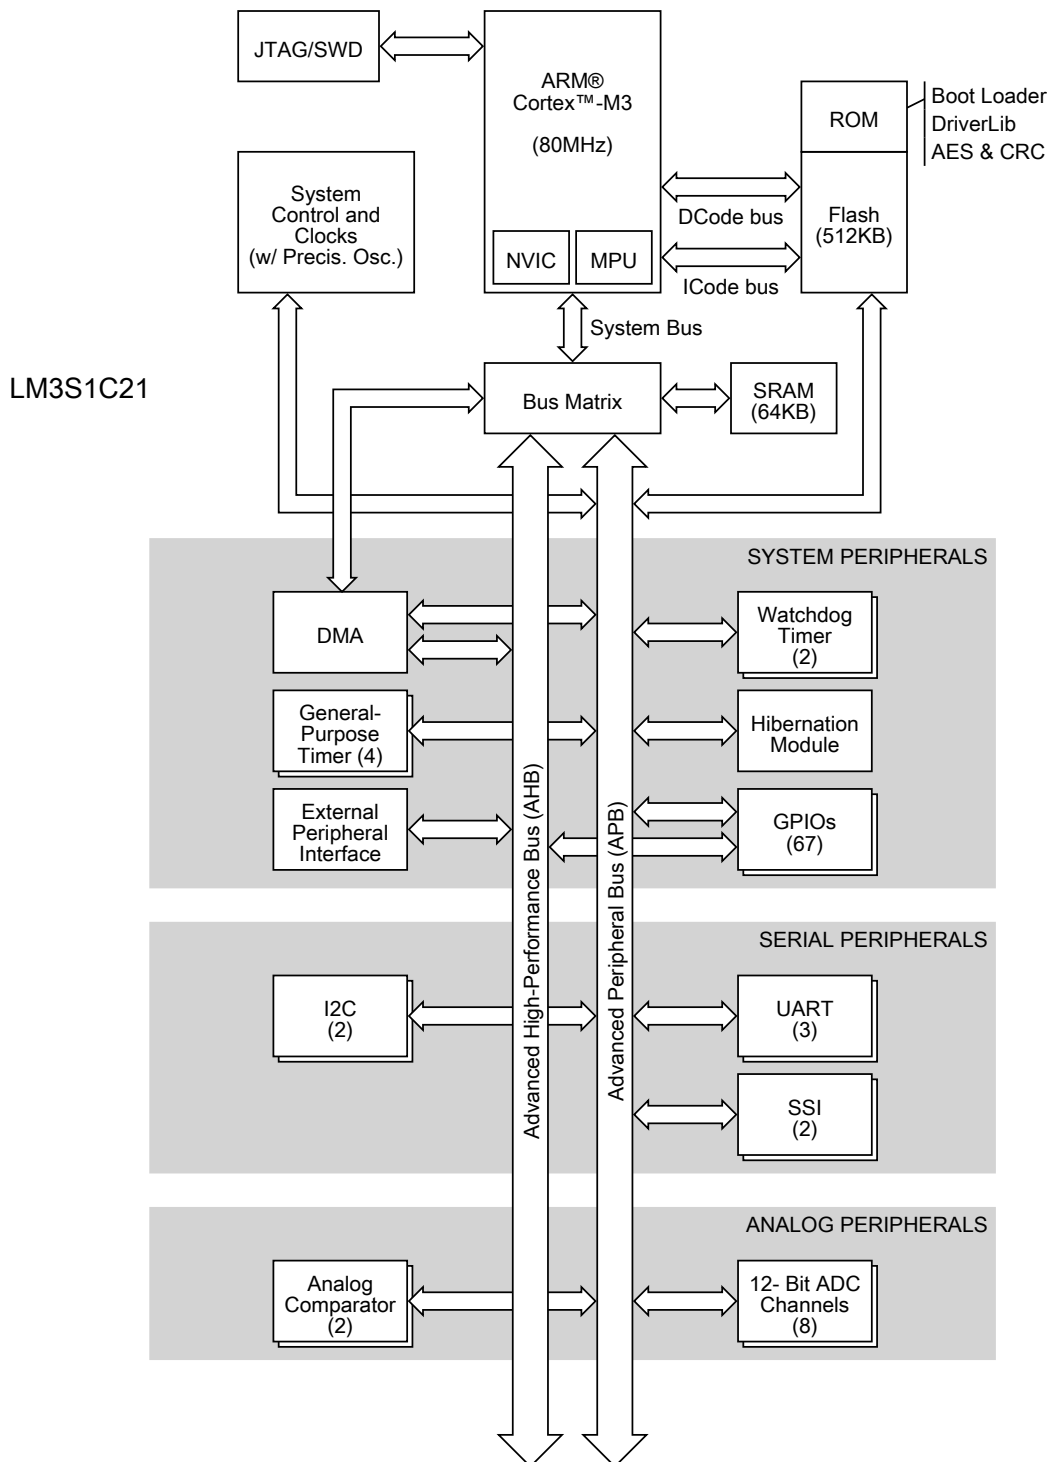 JTAG/SWD
ARM®
Cortex™-M3
(80MHz)
NVIC
MPU
ROM
Boot Loader
DriverLib
AES & CRC
Flash
(512KB)
DCode bus
ICode bus
System
Control and
Clocks
(w/ Precis. Osc.)
System Bus
LM3S1C21
Bus Matrix
SRAM
(64KB)
SYSTEM PERIPHERALS
DMA
Watchdog
Timer
(2)
General-
Purpose
Timer (4)
Hibernation
Module
External
Peripheral
Interface
GPIOs
(67)
Advanced High-Performance Bus (AHB)
Advanced Peripheral Bus (APB)
SERIAL PERIPHERALS
I2C
(2)
UART
(3)
SSI
(2)
ANALOG PERIPHERALS
Analog
Comparator
(2)
12- Bit ADC
Channels
(8)